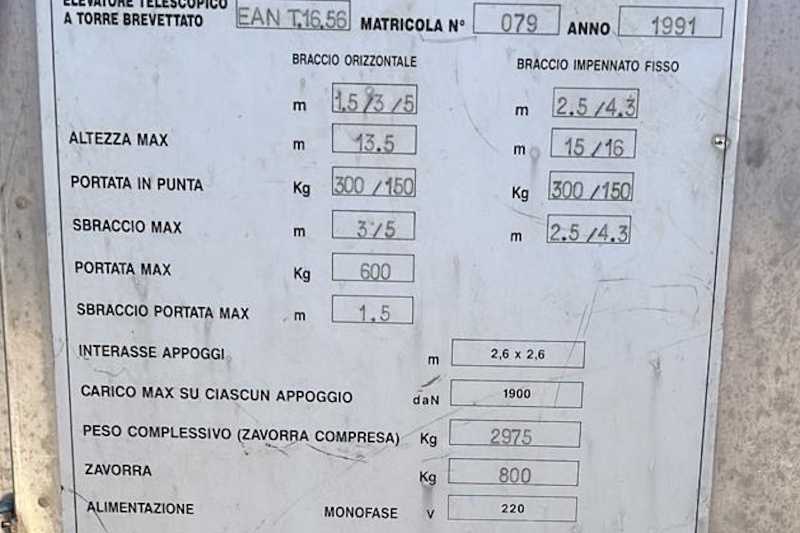 ELEVATORE TELESCOPICO
A TORRE BREVETTATO EAN T.16.56 MATRICOLA N° 079 ANNO 1991
BRACCIO ORIZZONTALE BRACCIO IMPENNATO FISSO
m 1.5/3/5 m 2.5/4.3
ALTEZZA MAX m 13.5 m 15/16
PORTATA IN PUNTA Kg 300/150 Kg 300/150
SBRACCIO MAX m 3/5 m 2.5/4.3
PORTATA MAX Kg 600
SBRACCIO PORTATA MAX m 1.5
INTERASSE APPOGGI m 2,6 x 2,6
CARICO MAX SU CIASCUN APPOGGIO daN 1900
PESO COMPLESSIVO (ZAVORRA COMPRESA) Kg 2975
ZAVORRA Kg 800
ALIMENTAZIONE MONOFASE V 220